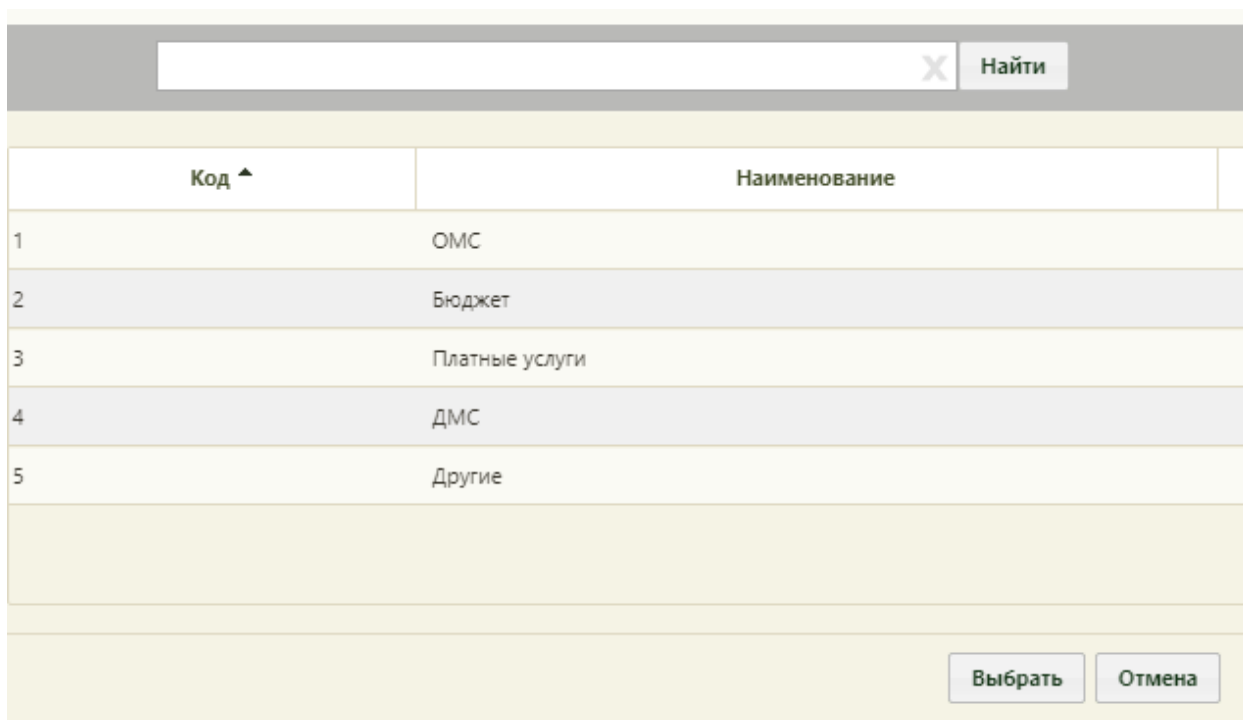 X Найти
Код Наименование
1 ОМС
2 Бюджет
3 Платные услуги
4 ДМС
5 Другие
Выбрать Отмена